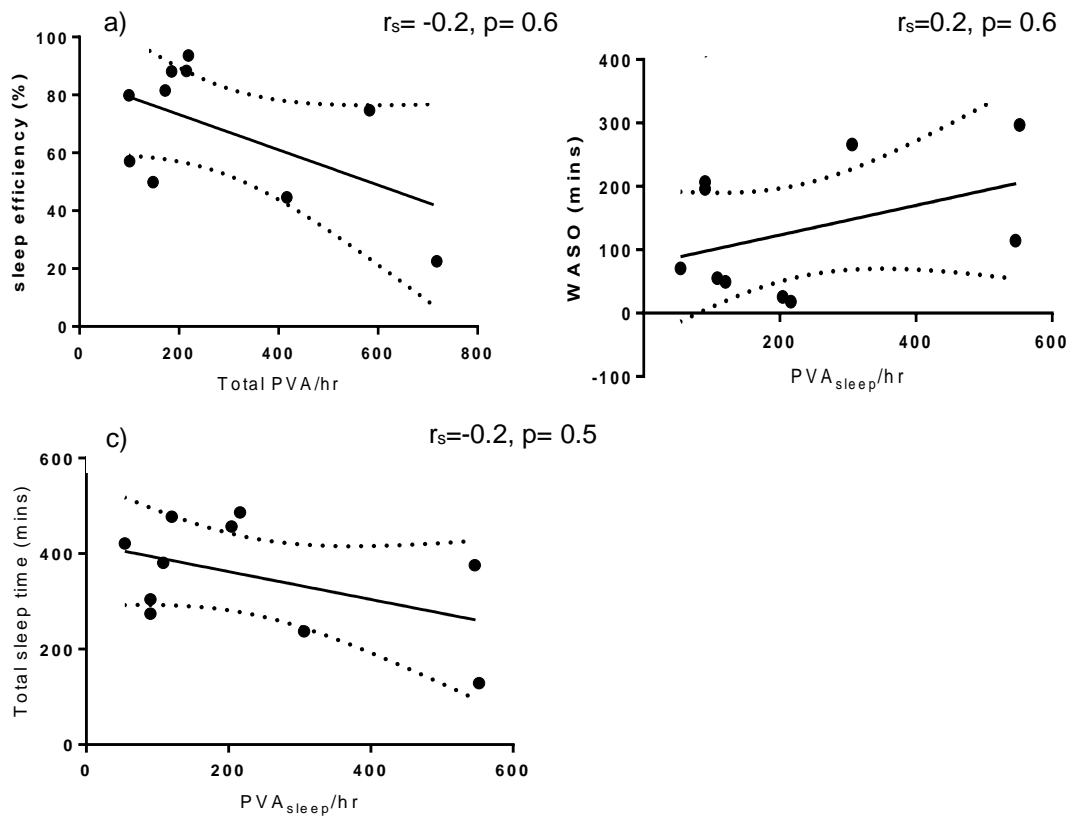 a)
rs= -0.2, p= 0.6
100
80
60
40
20
0
sleep efficiency (%)
0 200 400 600 800
Total PVA/hr
rs=0.2, p= 0.6
400
300
200
100
0
-100
WASO (mins)
200 400 600
PVAsleep/hr
c)
rs=-0.2, p= 0.5
600
400
200
0
Total sleep time (mins)
0 200 400 600
PVAsleep/hr